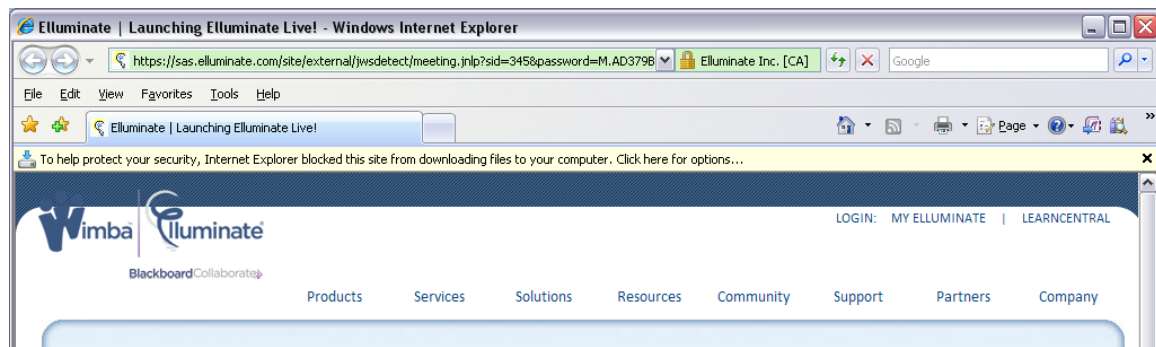 Elluminate | Launching Elluminate Live! - Windows Internet Explorer
https://sas.elluminate.com/site/external/jwsdetect/meeting.jnlp?sid=345&password=M.AD379B Elluminate Inc. [CA] Google
File Edit View Favorites Tools Help
Elluminate | Launching Elluminate Live! Page »
To help protect your security, Internet Explorer blocked this site from downloading files to your computer. Click here for options...
Wimba Elluminate LOGIN: MY ELLUMINATE | LEARNCENTRAL
BlackboardCollaborate
Products Services Solutions Resources Community Support Partners Company